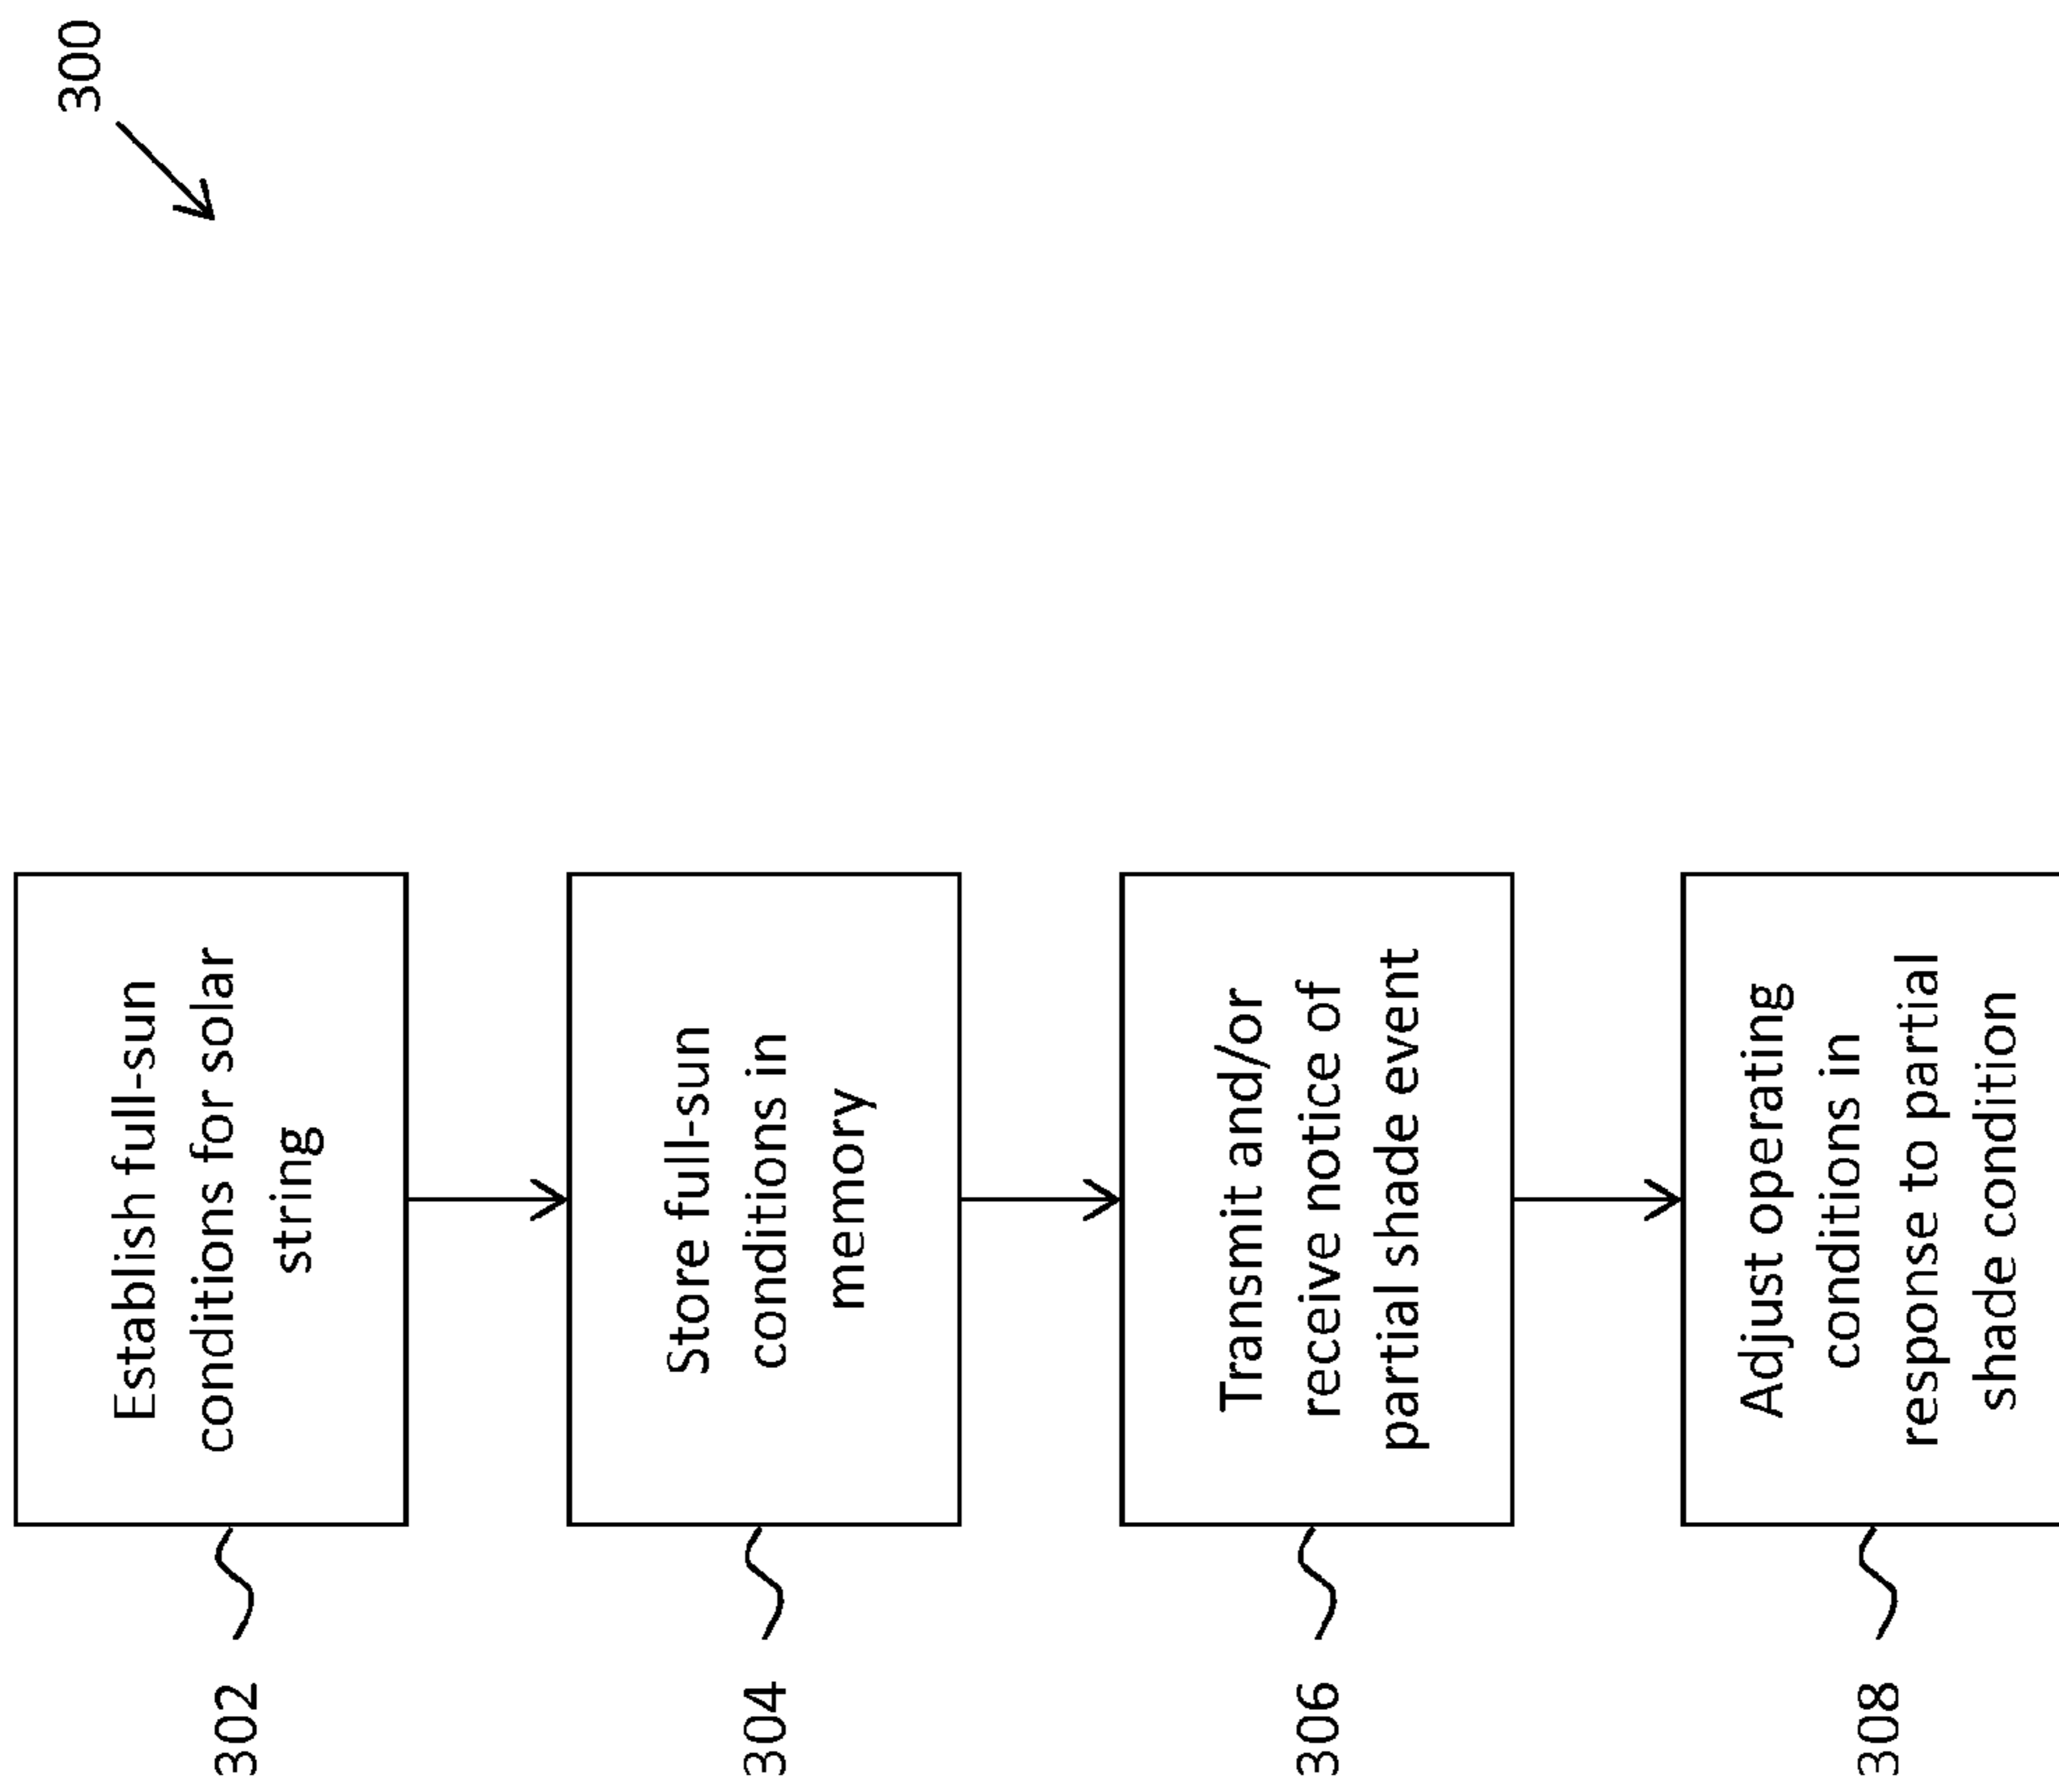 300
302
Establish full-sun
conditions for solar
string
304
Store full-sun
conditions in
memory
306
Transmit and/or
receive notice of
partial shade event
308
Adjust operating
conditions in
response to partial
shade condition